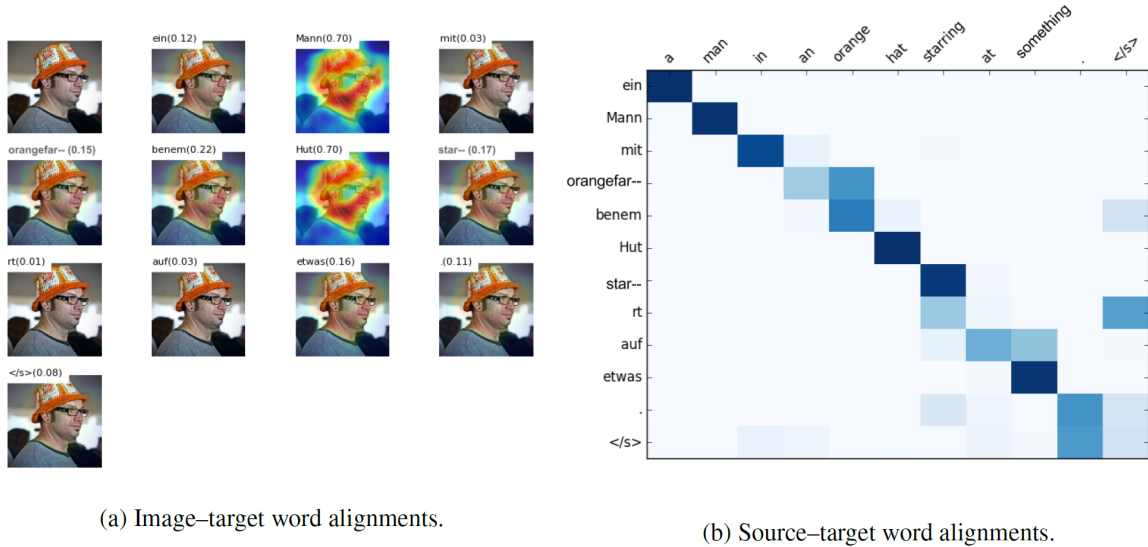 ein(0.12)
Mann(0.70)
mit(0.03)
orangefar-- (0.15)
benem(0.22)
Hut(0.70)
star-- (0.17)
rt(0.01)
auf(0.03)
etwas(0.16)
.(0.11)
</s>(0.08)
(a) Image–target word alignments.
a man in an orange hat starring at something . </s>
ein
Mann
mit
orangefar--
benem
Hut
star--
rt
auf
etwas
.
</s>
(b) Source–target word alignments.